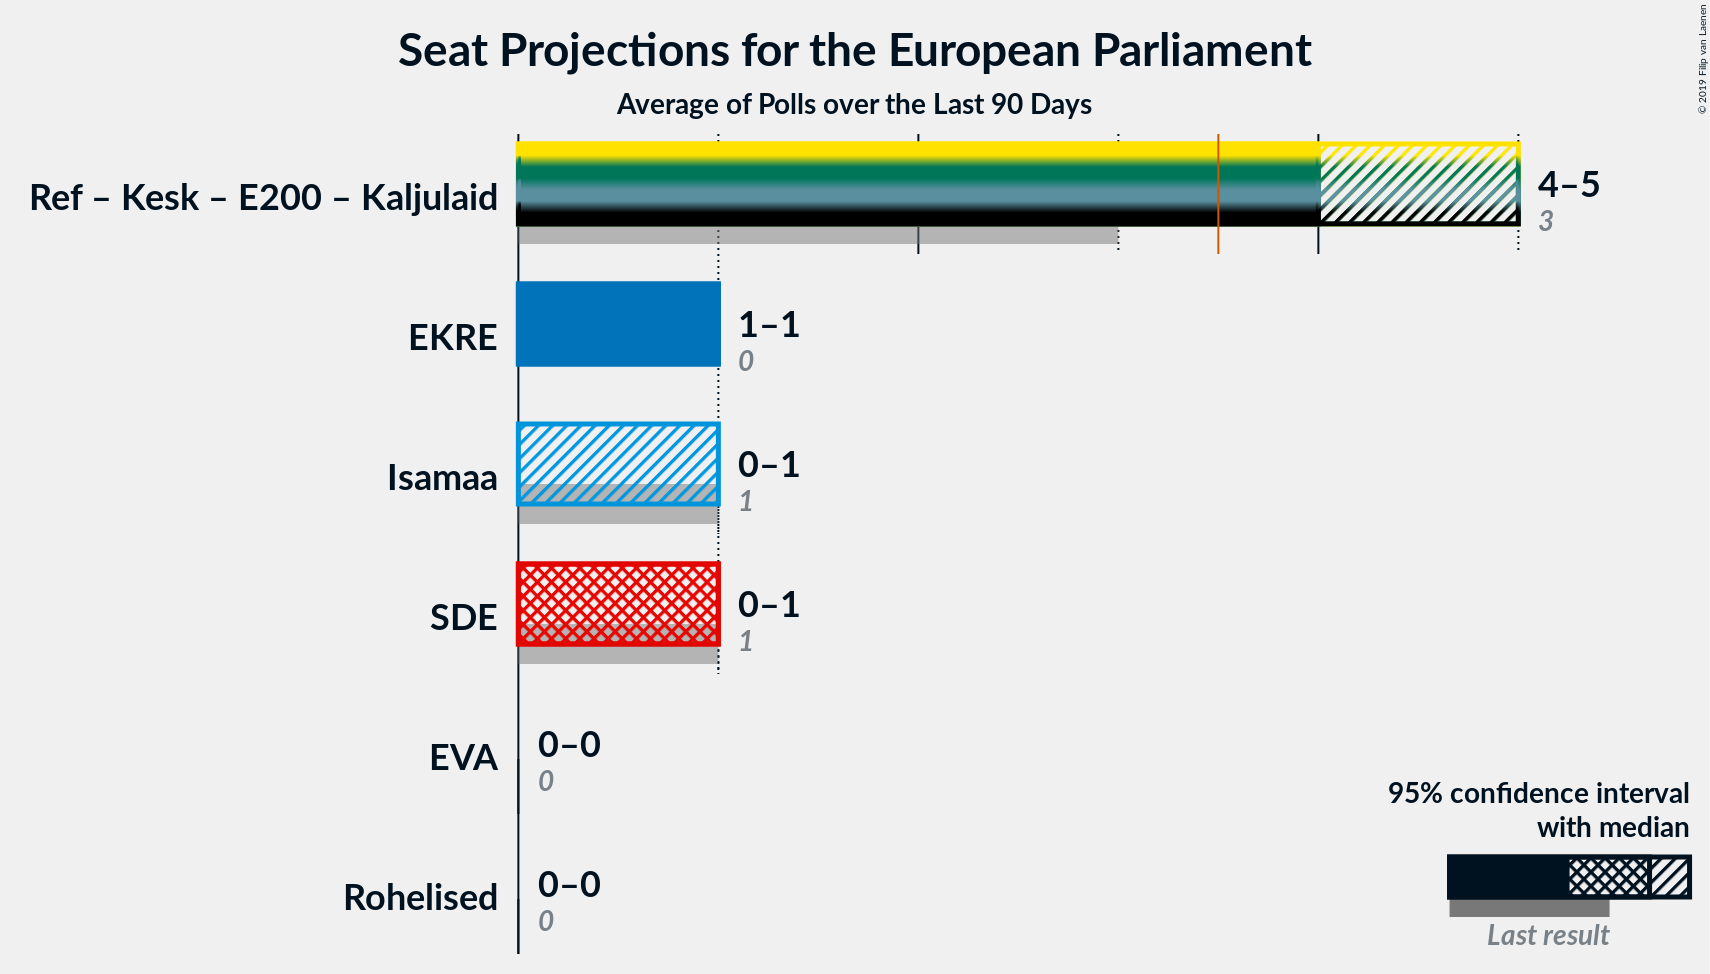 Seat Projections for the European Parliament
Average of Polls over the Last 90 Days
© 2019 Filip van Laenen
Ref – Kesk – E200 – Kaljulaid
4–5
3
EKRE
1–1
0
Isamaa
0–1
1
SDE
0–1
1
EVA
0–0
0
Rohelised
0–0
0
95% confidence interval
with median
Last result